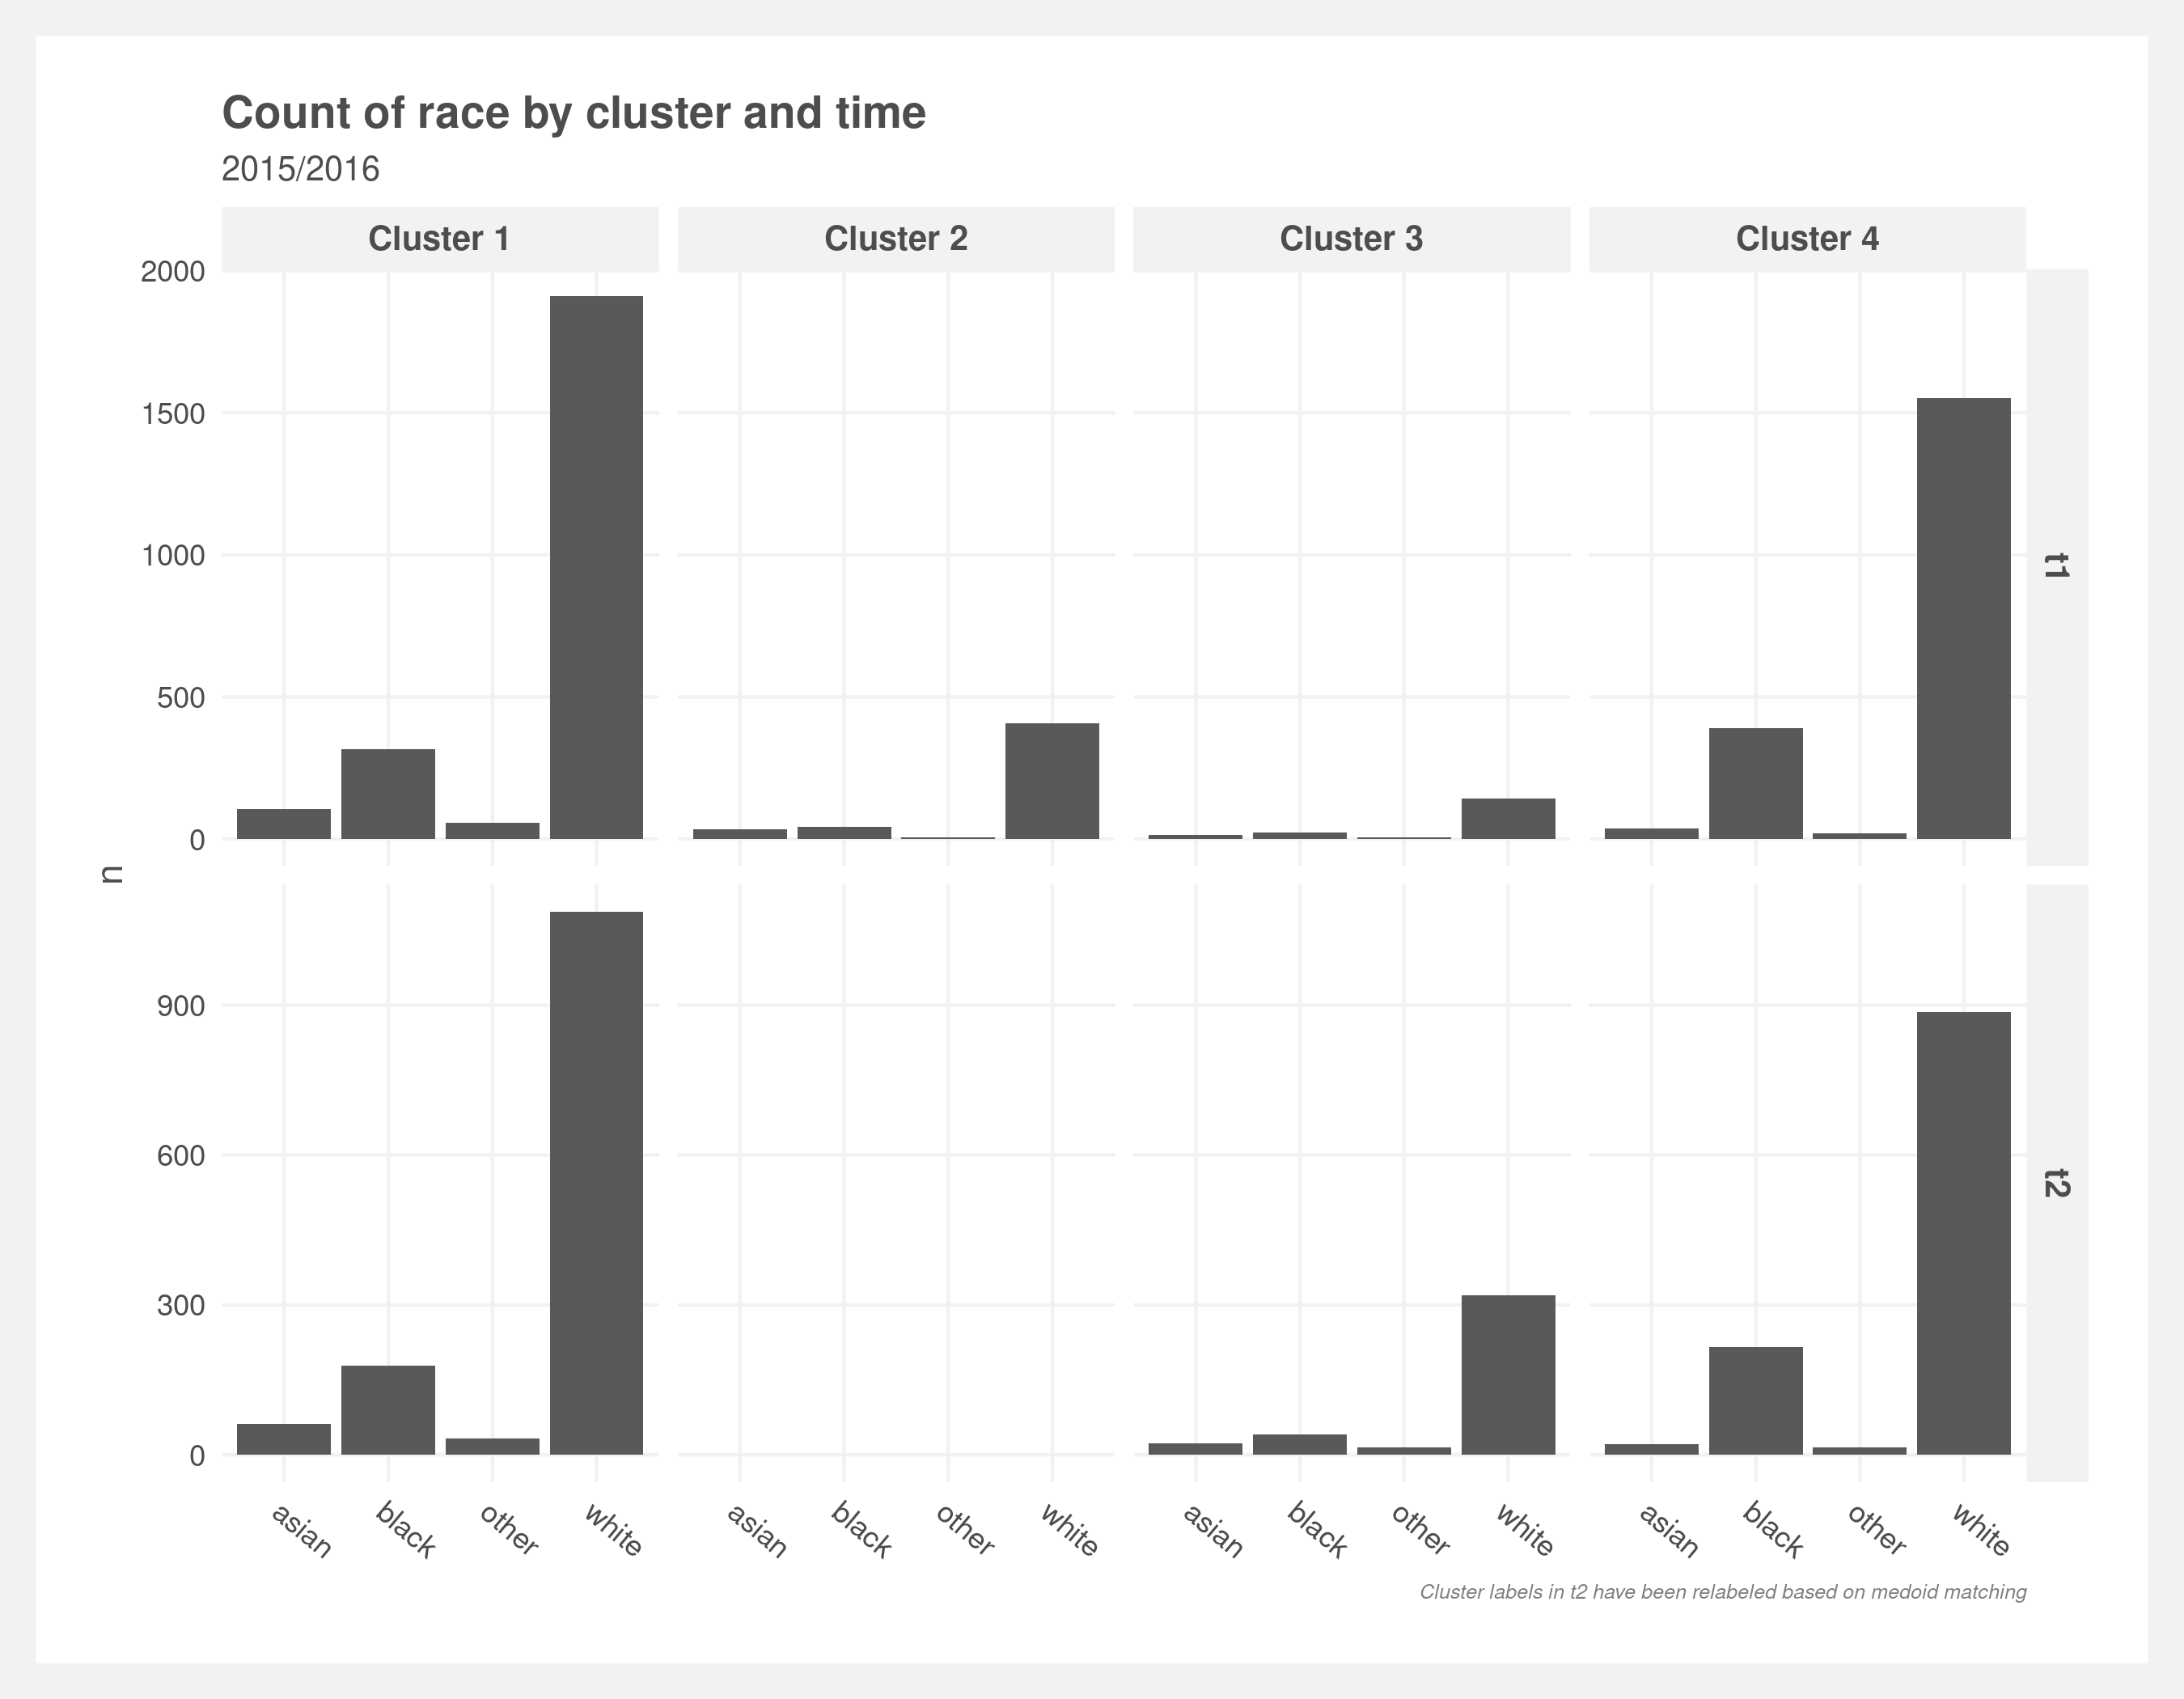 Count of race by cluster and time
2015/2016
Cluster 1 Cluster 2 Cluster 3 Cluster 4
2000
1500
1000
500
0
t1
n
900
600
300
0
t2
asian black other white asian black other white asian black other white asian black other white
Cluster labels in t2 have been relabeled based on medoid matching